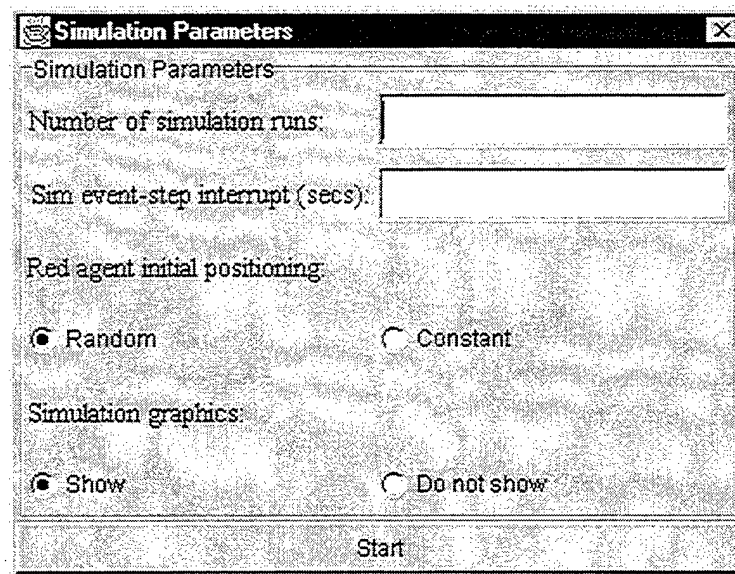 Simulation Parameters
Simulation Parameters
Number of simulation runs:
Sim event-step interrupt (secs):
Red agent initial positioning:
Random Constant
Simulation graphics:
Show Do not show
Start